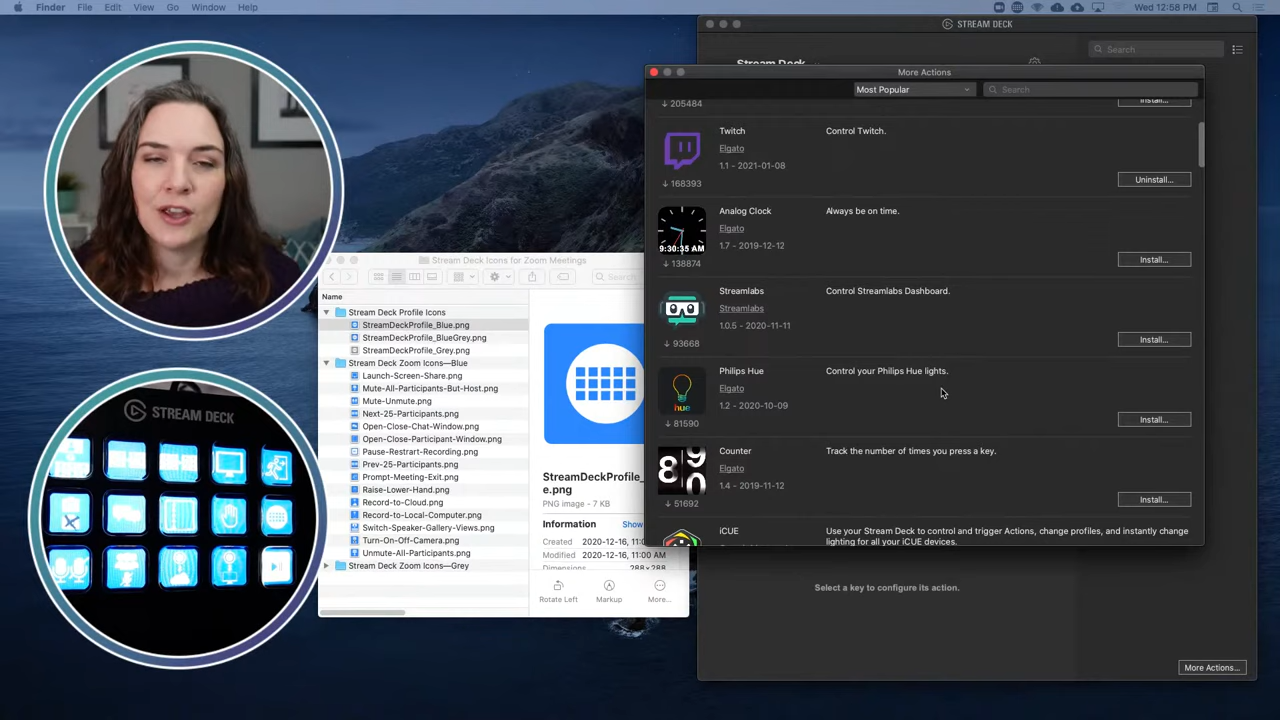 Finder File Edit View Go Window Help
Wed 12:58 PM
STREAM DECK
Search
Stream Deck
More Actions
Most Popular
Search
205484
Install...
Twitch
Control Twitch.
Elgato
1.1 - 2021-01-08
168393
Uninstall...
Analog Clock
Always be on time.
Elgato
1.7 - 2019-12-12
9:30:35 AM
138874
Install...
Streamlabs
Control Streamlabs Dashboard.
Streamlabs
1.0.5 - 2020-11-11
93668
Install...
Philips Hue
Control your Philips Hue lights.
Elgato
1.2 - 2020-10-09
hue
81590
Install...
Counter
Track the number of times you press a key.
Elgato
1.4 - 2019-11-12
51692
Install...
iCUE
Use your Stream Deck to control and trigger Actions, change profiles, and instantly change
lighting for all your iCUE devices.
Select a key to configure its action.
More Actions...
Stream Deck Icons for Zoom Meetings
Search
Name
Stream Deck Profile Icons
StreamDeckProfile_Blue.png
StreamDeckProfile_BlueGrey.png
StreamDeckProfile_Grey.png
Stream Deck Zoom Icons—Blue
Launch-Screen-Share.png
Mute-All-Participants-But-Host.png
Mute-Unmute.png
Next-25-Participants.png
Open-Close-Chat-Window.png
Open-Close-Participant-Window.png
Pause-Restrart-Recording.png
Prev-25-Participants.png
Prompt-Meeting-Exit.png
Raise-Lower-Hand.png
Record-to-Cloud.png
Record-to-Local-Computer.png
Switch-Speaker-Gallery-Views.png
Turn-On-Off-Camera.png
Unmute-All-Participants.png
Stream Deck Zoom Icons—Grey
StreamDeckProfile_
e.png
PNG image - 7 KB
Information
Show
Created 2020-12-16, 11:00 AM
Modified 2020-12-16, 11:00 AM
Dimensions 288×288
Rotate Left
Markup
More...
STREAM DECK